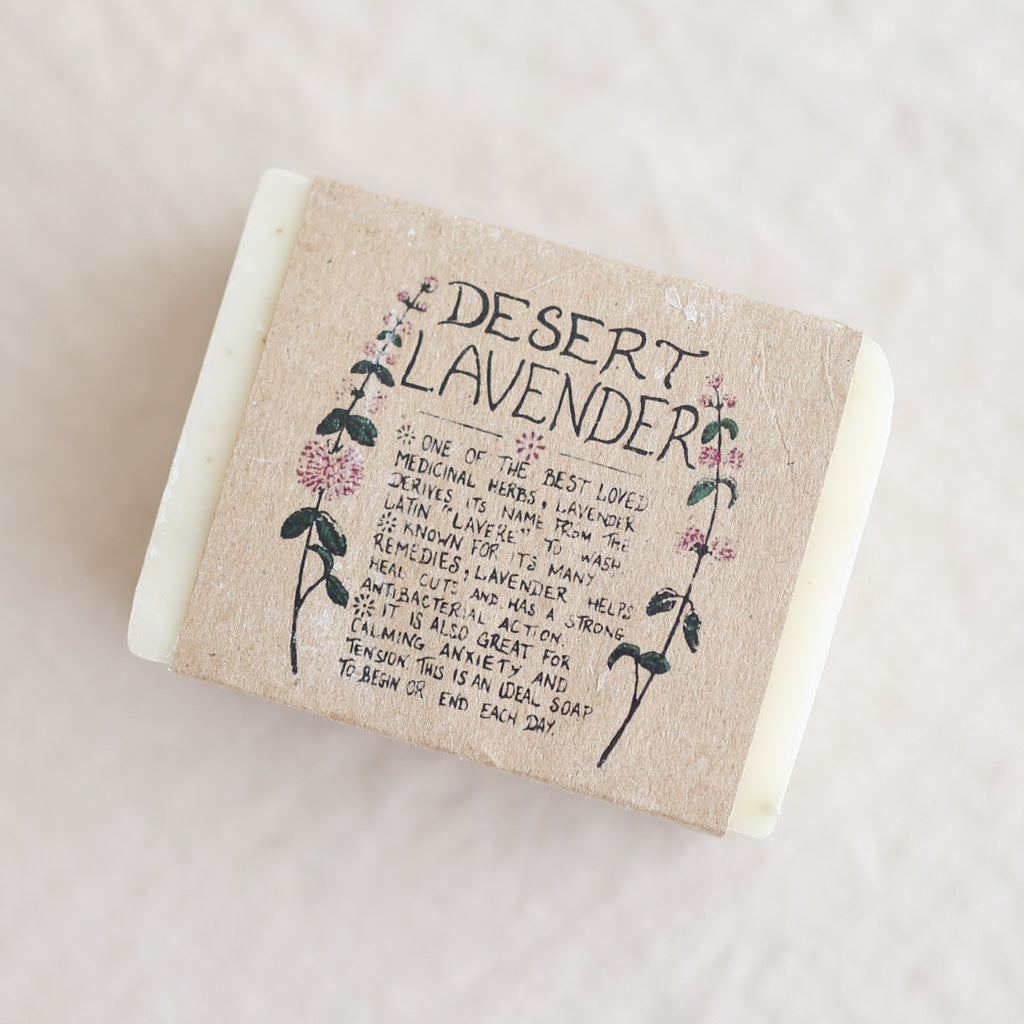 DESERT
LAVENDER
ONE OF THE BEST LOVED
MEDICINAL HERBS, LAVENDER
DERIVES ITS NAME FROM THE
LATIN "LAVERE" TO WASH.
KNOWN FOR ITS MANY
REMEDIES, LAVENDER HELPS
HEAL CUTS AND HAS A STRONG
ANTIBACTERIAL ACTION.
IT IS ALSO GREAT FOR
CALMING ANXIETY AND
TENSION. THIS IS AN IDEAL SOAP
TO BEGIN OR END EACH DAY.